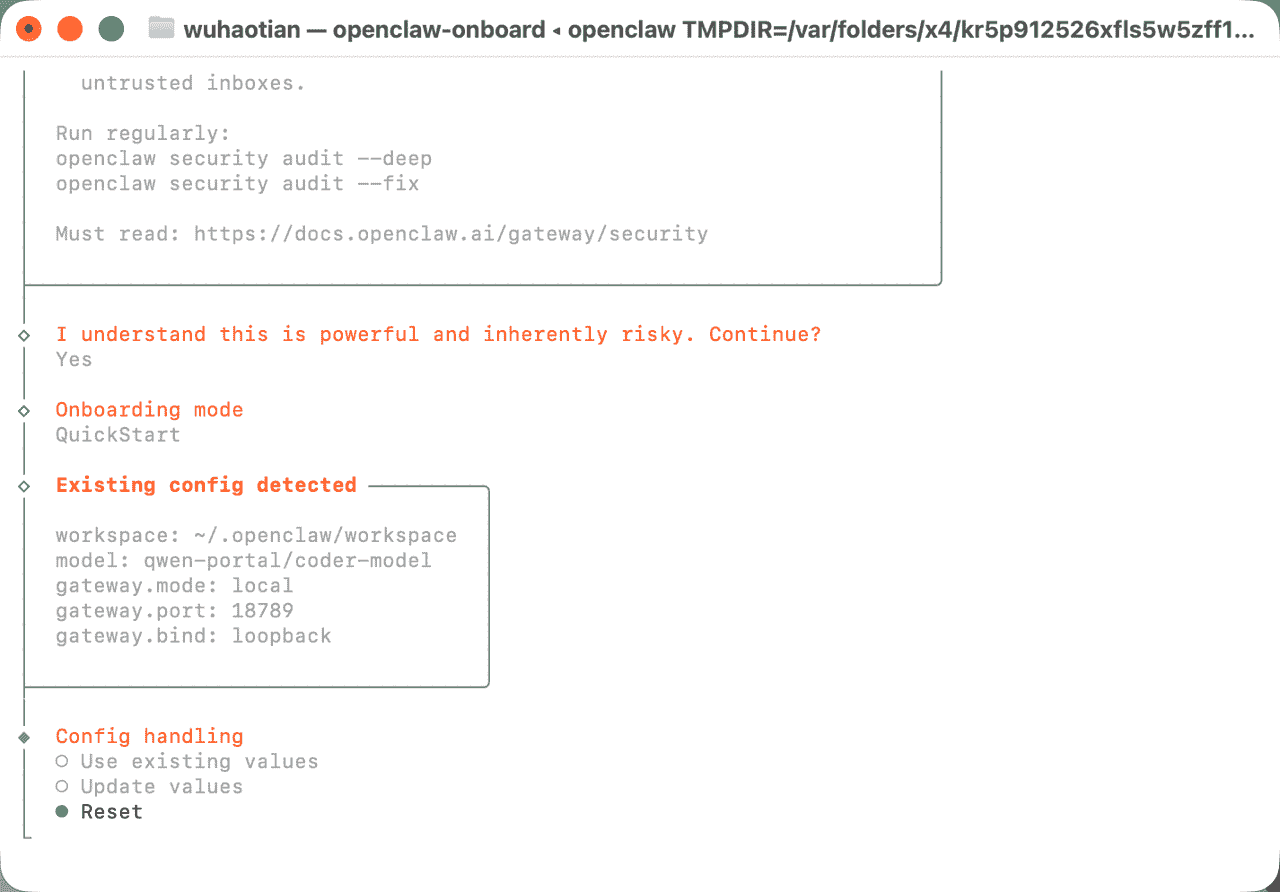 wuhaotian — openclaw-onboard ◂ openclaw TMPDIR=/var/folders/x4/kr5p912526xfls5w5zff1...
untrusted inboxes.
Run regularly:
openclaw security audit --deep
openclaw security audit --fix
Must read: https://docs.openclaw.ai/gateway/security
I understand this is powerful and inherently risky. Continue?
Yes
Onboarding mode
QuickStart
Existing config detected
workspace: ~/.openclaw/workspace
model: qwen-portal/coder-model
gateway.mode: local
gateway.port: 18789
gateway.bind: loopback
Config handling
○ Use existing values
○ Update values
● Reset